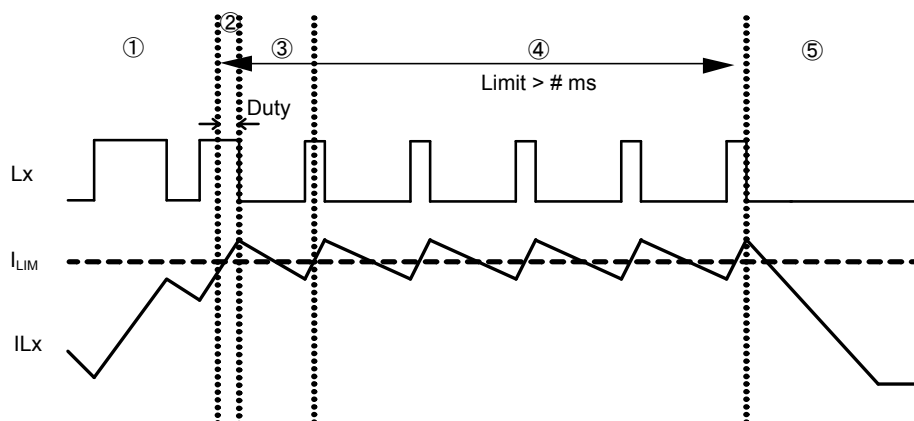 ① ② ③ ④ ⑤
Limit > # ms
Duty
Lx
ILIM
ILx